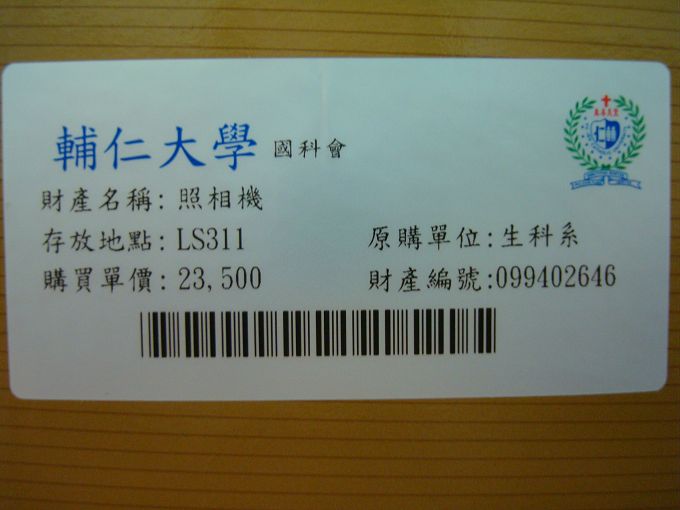 輔仁大學 國科會
財產名稱: 照相機
存放地點: LS311 原購單位:生科系
購買單價: 23,500 財產編號:099402646